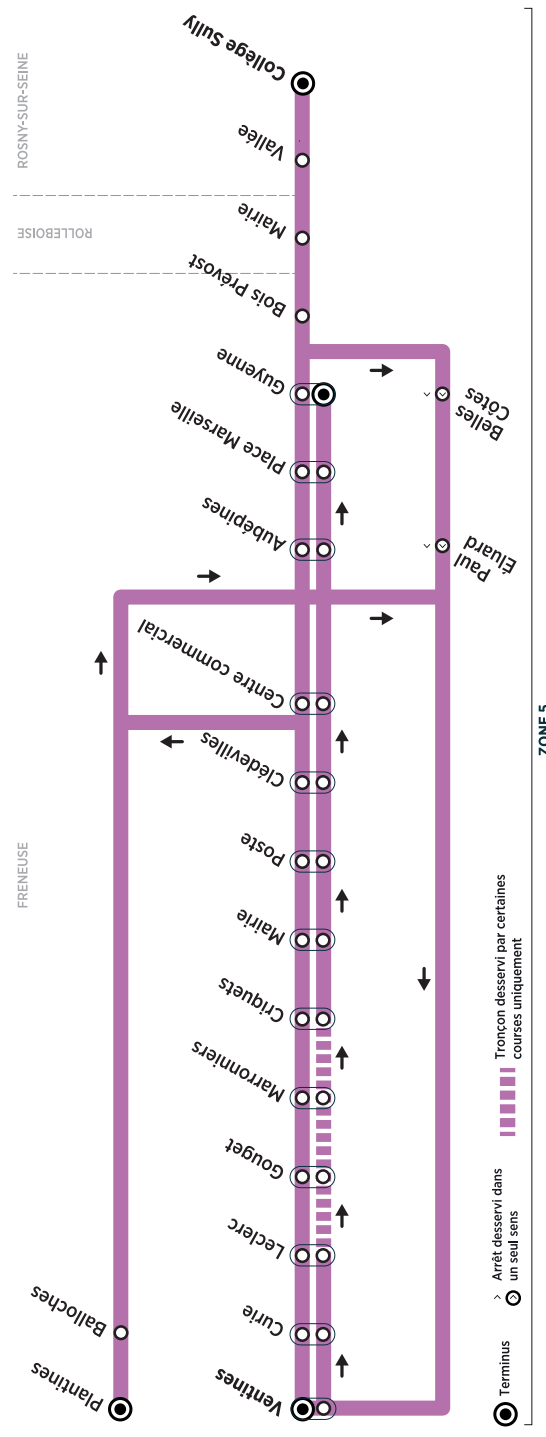 Collège Sully
Vallée
Mairie
Bois Prévost
Guyenne
Place Marseille
Aubépines
Centre commercial
Clédevilles
Poste
Mairie
Criquets
Marronniers
Gouget
Leclerc
Curie
Ventines
Balloches
Plantines
Belles
Côtes
Paul
Éluard
ROSNY-SUR-SEINE
ROLLEBOISE
FRENEUSE
ZONE 5
Terminus
Arrêt desservi dans
un seul sens
Tronçon desservi par certaines
courses uniquement